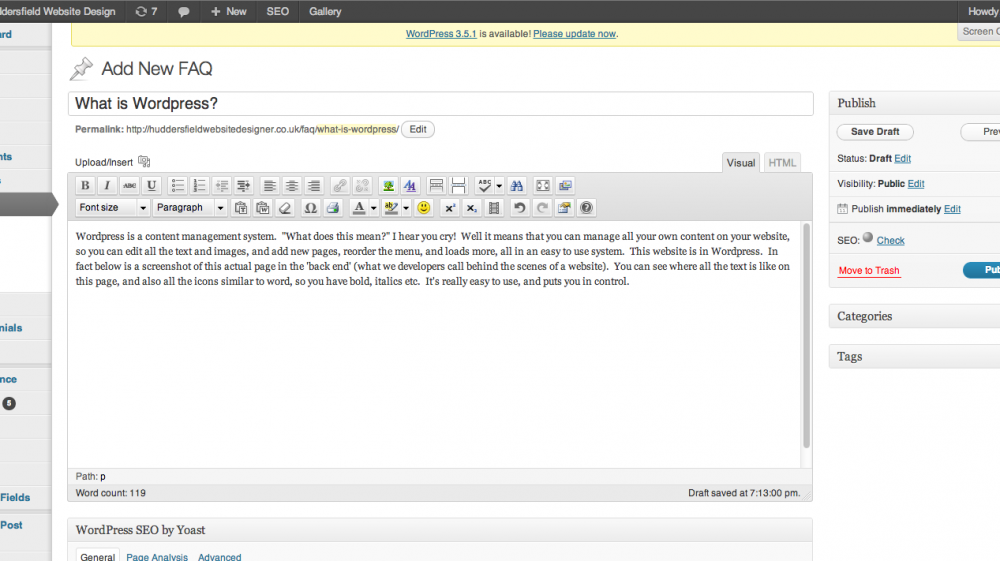 ddersfield Website Design 7 + New SEO Gallery Howdy
WordPress 3.5.1 is available! Please update now.
Screen O
ard
Add New FAQ
What is Wordpress?
Permalink: http://huddersfieldwebsitedesigner.co.uk/faq/what-is-wordpress/ Edit
Upload/Insert
Visual HTML
B I ABC U ABC
Font size Paragraph Ω A ab x² x₂ ?
Wordpress is a content management system. "What does this mean?" I hear you cry! Well it means that you can manage all your own content on your website,
so you can edit all the text and images, and add new pages, reorder the menu, and loads more, all in an easy to use system. This website is in Wordpress. In
fact below is a screenshot of this actual page in the 'back end' (what we developers call behind the scenes of a website). You can see where all the text is like on
this page, and also all the icons similar to word, so you have bold, italics etc. It's really easy to use, and puts you in control.
Path: p
Word count: 119 Draft saved at 7:13:00 pm.
WordPress SEO by Yoast
General Page Analysis Advanced
nts
s
nials
nce
5
Fields
Post
Publish
Save Draft Prev
Status: Draft Edit
Visibility: Public Edit
Publish immediately Edit
SEO: Check
Move to Trash Pub
Categories
Tags